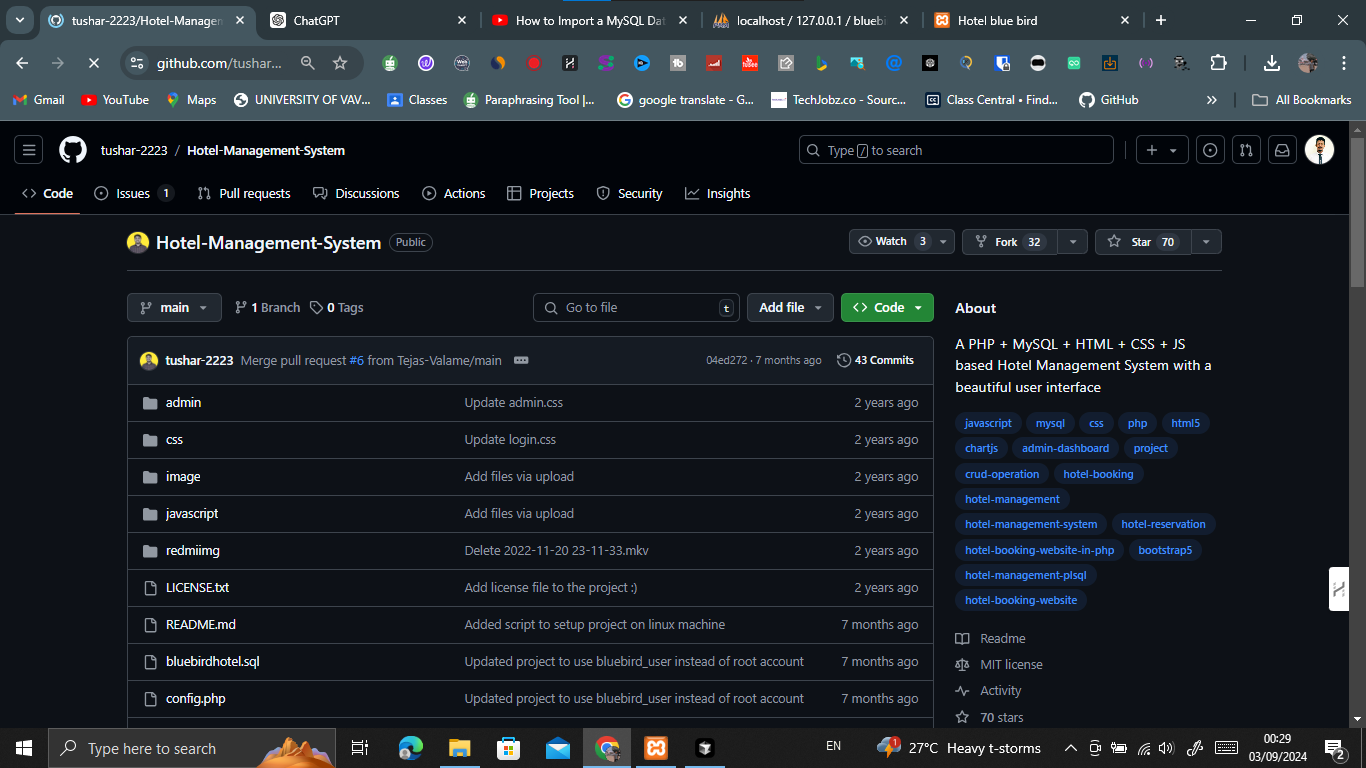 tushar-2223/Hotel-Managem
ChatGPT
How to Import a MySQL Dat
localhost / 127.0.0.1 / bluebi
Hotel blue bird
github.com/tushar...
Gmail
YouTube
Maps
UNIVERSITY OF VAV...
Classes
Paraphrasing Tool |...
google translate - G...
TechJobz.co - Sourc...
Class Central • Find...
GitHub
All Bookmarks
tushar-2223 / Hotel-Management-System
Type / to search
Code
Issues 1
Pull requests
Discussions
Actions
Projects
Security
Insights
Hotel-Management-System Public
Watch 3
Fork 32
Star 70
main
1 Branch
0 Tags
Go to file t
Add file
Code
tushar-2223 Merge pull request #6 from Tejas-Valame/main
04ed272 · 7 months ago
43 Commits
admin Update admin.css 2 years ago
css Update login.css 2 years ago
image Add files via upload 2 years ago
javascript Add files via upload 2 years ago
redmiimg Delete 2022-11-20 23-11-33.mkv 2 years ago
LICENSE.txt Add license file to the project :) 2 years ago
README.md Added script to setup project on linux machine 7 months ago
bluebirdhotel.sql Updated project to use bluebird_user instead of root account 7 months ago
config.php Updated project to use bluebird_user instead of root account 7 months ago
About
A PHP + MySQL + HTML + CSS + JS
based Hotel Management System with a
beautiful user interface
javascript mysql css php html5
chartjs admin-dashboard project
crud-operation hotel-booking
hotel-management
hotel-management-system hotel-reservation
hotel-booking-website-in-php bootstrap5
hotel-management-plsql
hotel-booking-website
Readme
MIT license
Activity
70 stars
Type here to search
EN
27°C Heavy t-storms
00:29
03/09/2024
2